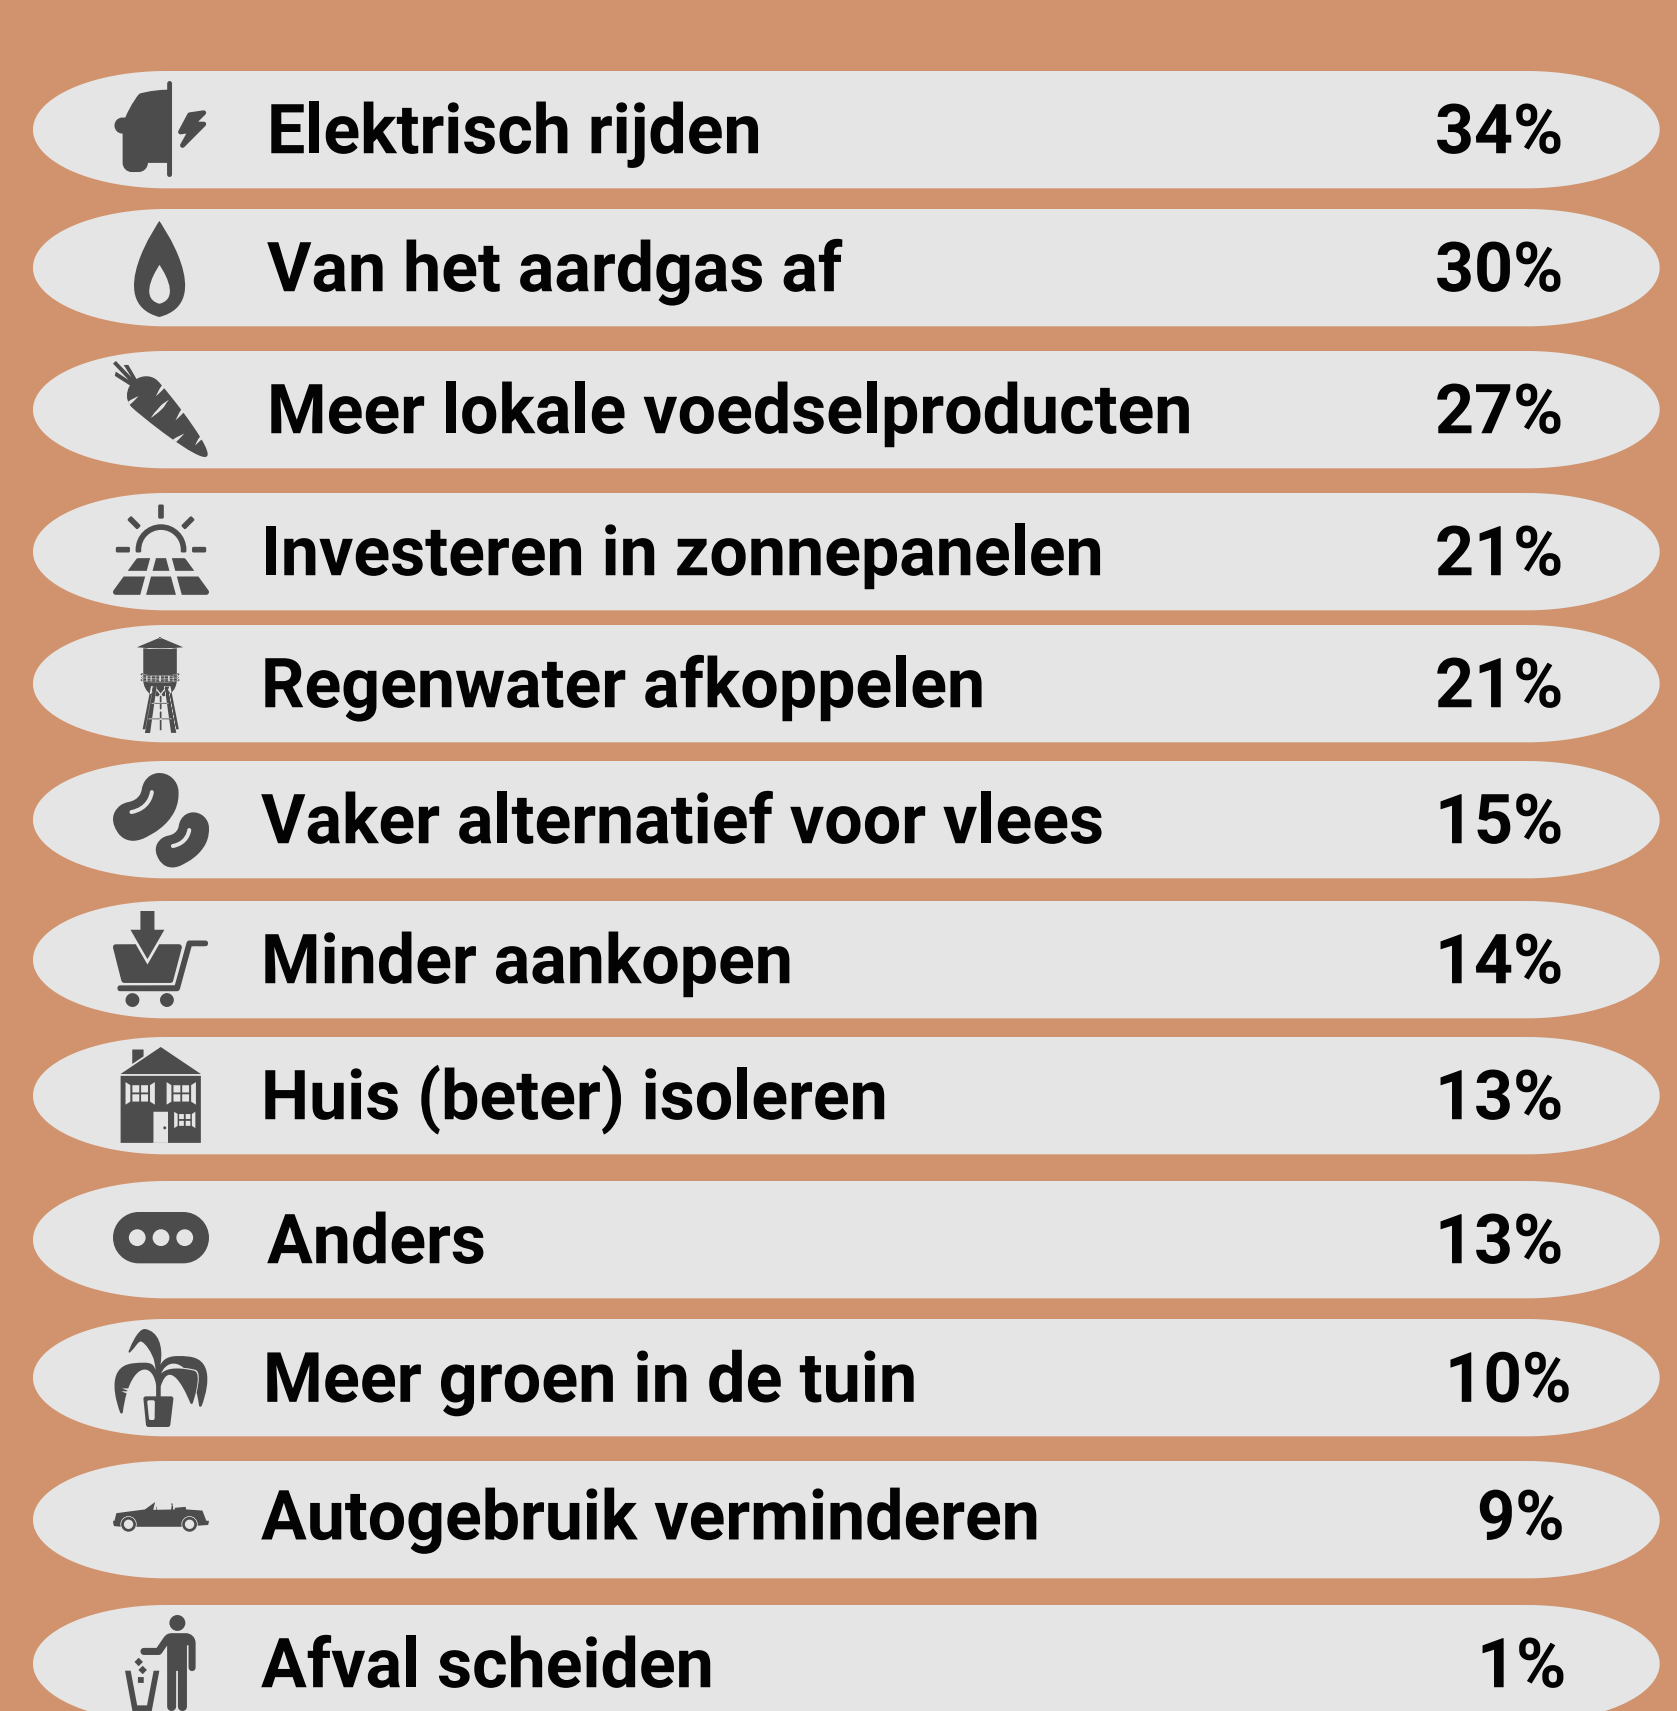 Elektrisch rijden 34%
Van het aardgas af 30%
Meer lokale voedselproducten 27%
Investeren in zonnepanelen 21%
Regenwater afkoppelen 21%
Vaker alternatief voor vlees 15%
Minder aankopen 14%
Huis (beter) isoleren 13%
Anders 13%
Meer groen in de tuin 10%
Autogebruik verminderen 9%
Afval scheiden 1%